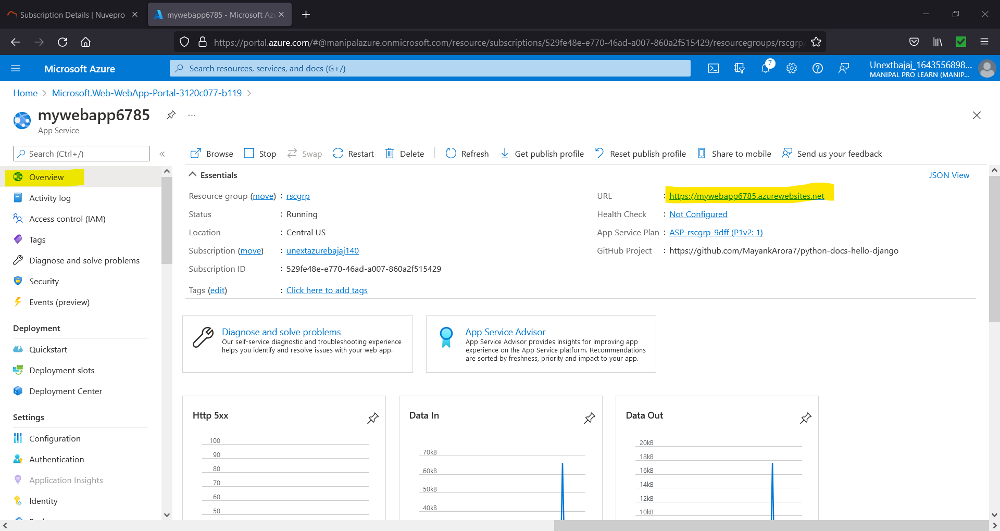 Subscription Details | Nuvepro
mywebapp6785 - Microsoft Az
https://portal.azure.com/#@manipalazure.onmicrosoft.com/resource/subscriptions/529fe48e-e770-46ad-a007-860a2f515429/resourcegroups/rscgrp/
Microsoft Azure
Search resources, services, and docs (G+/)
7
Unextbajaj_1643556898...
MANIPAL PRO LEARN (MANIP...
Home > Microsoft.Web-WebApp-Portal-3120c077-b119 >
mywebapp6785 ...
App Service
Search (Ctrl+/)
«
Browse Stop Swap Restart Delete Refresh Get publish profile Reset publish profile Share to mobile Send us your feedback
Overview
Activity log
Access control (IAM)
Tags
Diagnose and solve problems
Security
Events (preview)
Deployment
Quickstart
Deployment slots
Deployment Center
Settings
Configuration
Authentication
Application Insights
Identity
Essentials
JSON View
Resource group (move) : rscgrp
Status : Running
Location : Central US
Subscription (move) : unextazurebajaj140
Subscription ID : 529fe48e-e770-46ad-a007-860a2f515429
Tags (edit) : Click here to add tags
URL : https://mywebapp6785.azurewebsites.net
Health Check : Not Configured
App Service Plan : ASP-rscgrp-9dff (P1v2: 1)
GitHub Project : https://github.com/MayankArora7/python-docs-hello-django
Diagnose and solve problems
Our self-service diagnostic and troubleshooting experience
helps you identify and resolve issues with your web app.
App Service Advisor
App Service Advisor provides insights for improving app
experience on the App Service platform. Recommendations
are sorted by freshness, priority and impact to your app.
Http 5xx
100
90
80
70
60
50
Data In
70kB
60kB
50kB
40kB
Data Out
20kB
18kB
16kB
14kB
12kB
10kB